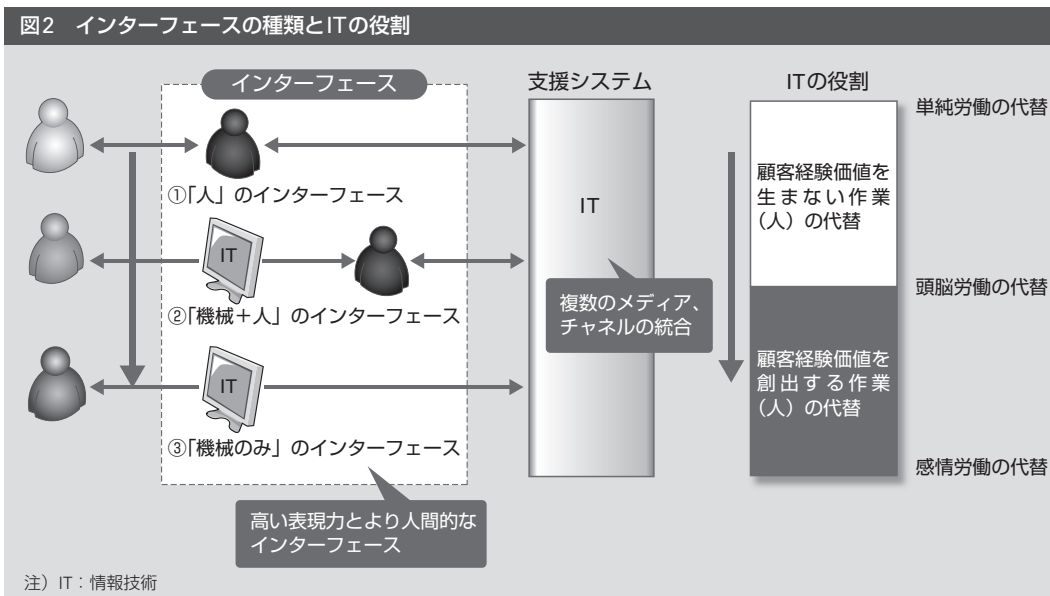 図2 インターフェースの種類とITの役割
インターフェース
支援システム
ITの役割
単純労働の代替
①「人」のインターフェース
IT
顧客経験価値を
生まない作業
(人)の代替
IT
②「機械+人」のインターフェース
複数のメディア、
チャネルの統合
頭脳労働の代替
IT
③「機械のみ」のインターフェース
顧客経験価値を
創出する作業
(人)の代替
感情労働の代替
高い表現力とより人間的な
インターフェース
注)IT:情報技術